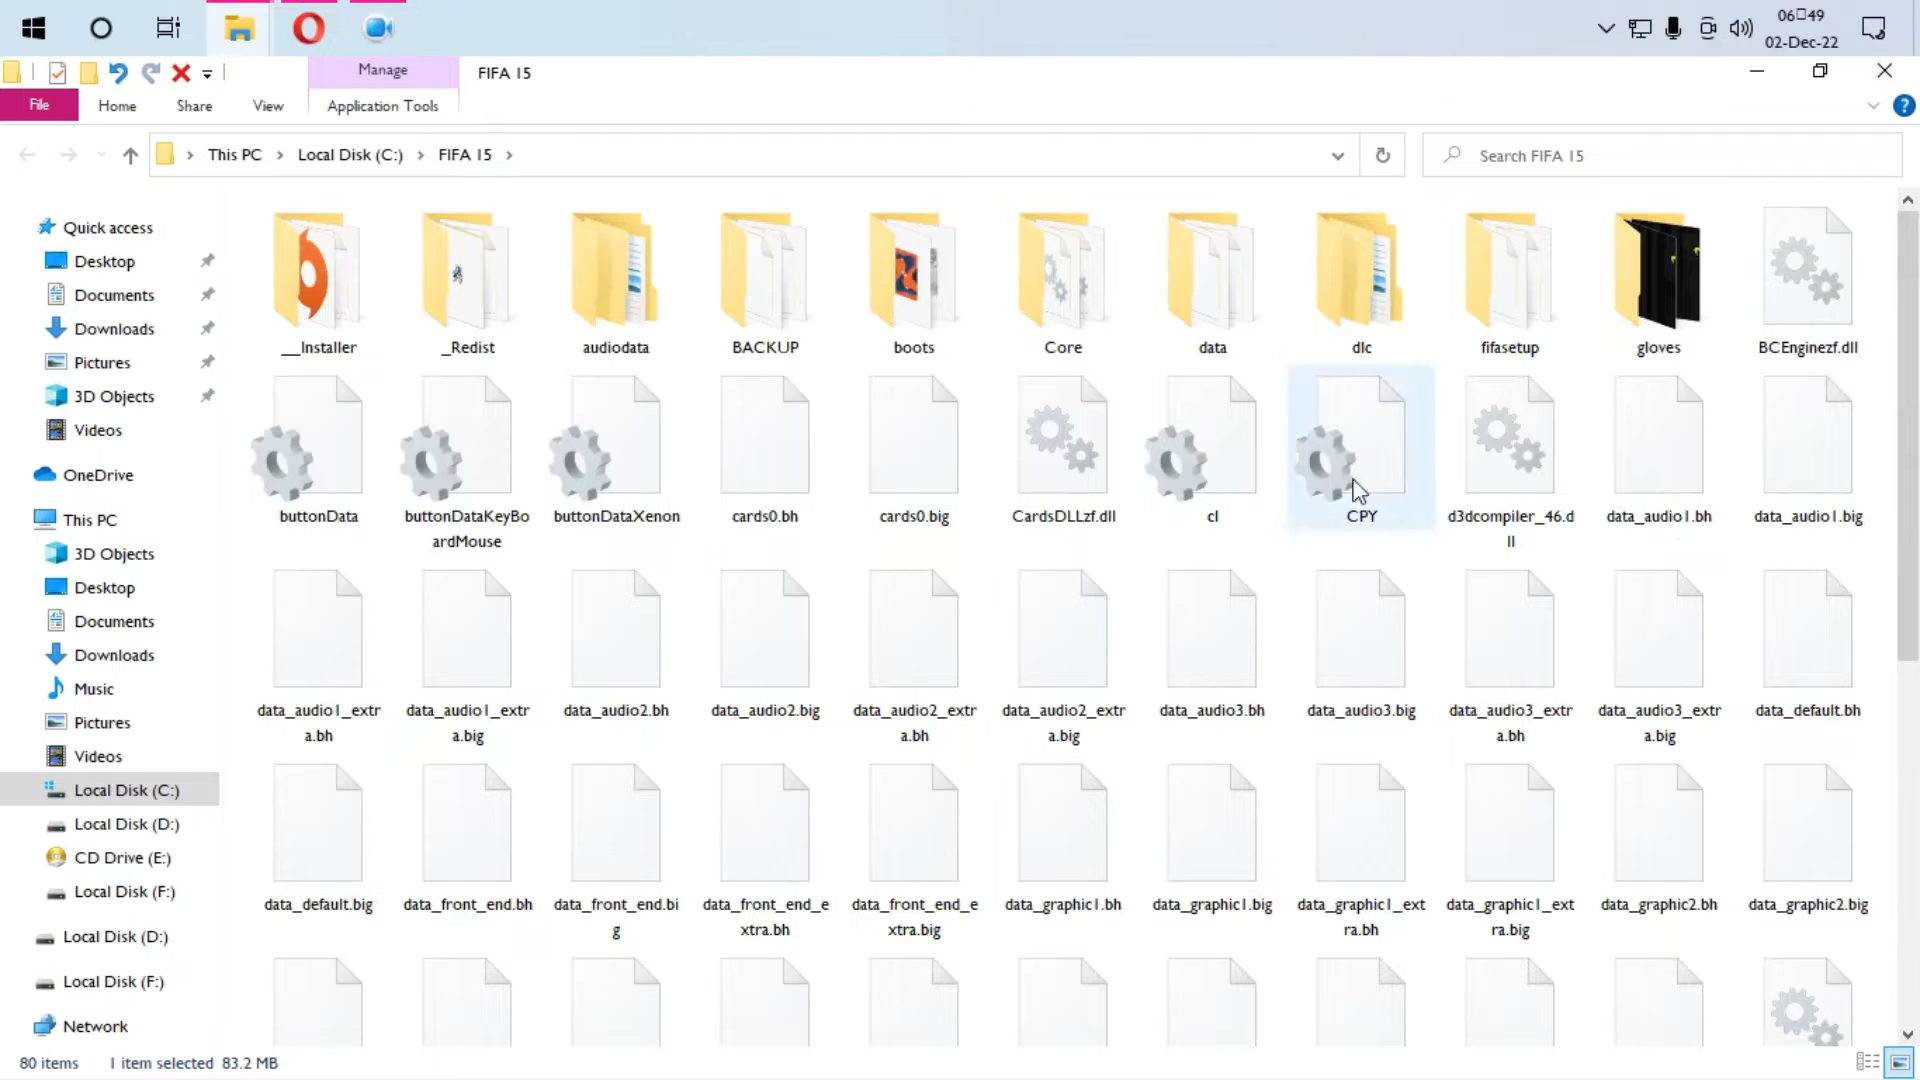 06□49
02-Dec-22
Manage
FIFA 15
File
Home
Share
View
Application Tools
This PC
Local Disk (C:)
FIFA 15
Search FIFA 15
Quick access
Desktop
Documents
Downloads
Pictures
3D Objects
Videos
OneDrive
This PC
3D Objects
Desktop
Documents
Downloads
Music
Pictures
Videos
Local Disk (C:)
Local Disk (D:)
CD Drive (E:)
Local Disk (F:)
Local Disk (D:)
Local Disk (F:)
Network
__Installer
_Redist
audiodata
BACKUP
boots
Core
data
dlc
fifasetup
gloves
BCEnginezf.dll
buttonData
buttonDataKeyBo
ardMouse
buttonDataXenon
cards0.bh
cards0.big
CardsDLLzf.dll
cl
CPY
d3dcompiler_46.d
ll
data_audio1.bh
data_audio1.big
data_audio1_extr
a.bh
data_audio1_extr
a.big
data_audio2.bh
data_audio2.big
data_audio2_extr
a.bh
data_audio2_extr
a.big
data_audio3.bh
data_audio3.big
data_audio3_extr
a.bh
data_audio3_extr
a.big
data_default.bh
data_default.big
data_front_end.bh
data_front_end.bi
g
data_front_end_e
xtra.bh
data_front_end_e
xtra.big
data_graphic1.bh
data_graphic1.big
data_graphic1_ext
ra.bh
data_graphic1_ext
ra.big
data_graphic2.bh
data_graphic2.big
80 items
1 item selected
83.2 MB